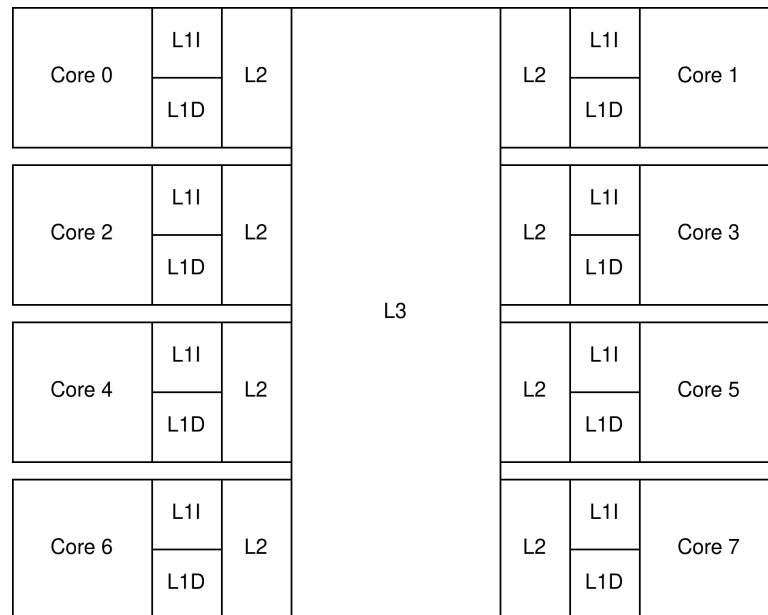 Core 0
L1I
L1D
L2
L2
L1I
L1D
Core 1
Core 2
L1I
L1D
L2
L2
L1I
L1D
Core 3
L3
Core 4
L1I
L1D
L2
L2
L1I
L1D
Core 5
Core 6
L1I
L1D
L2
L2
L1I
L1D
Core 7